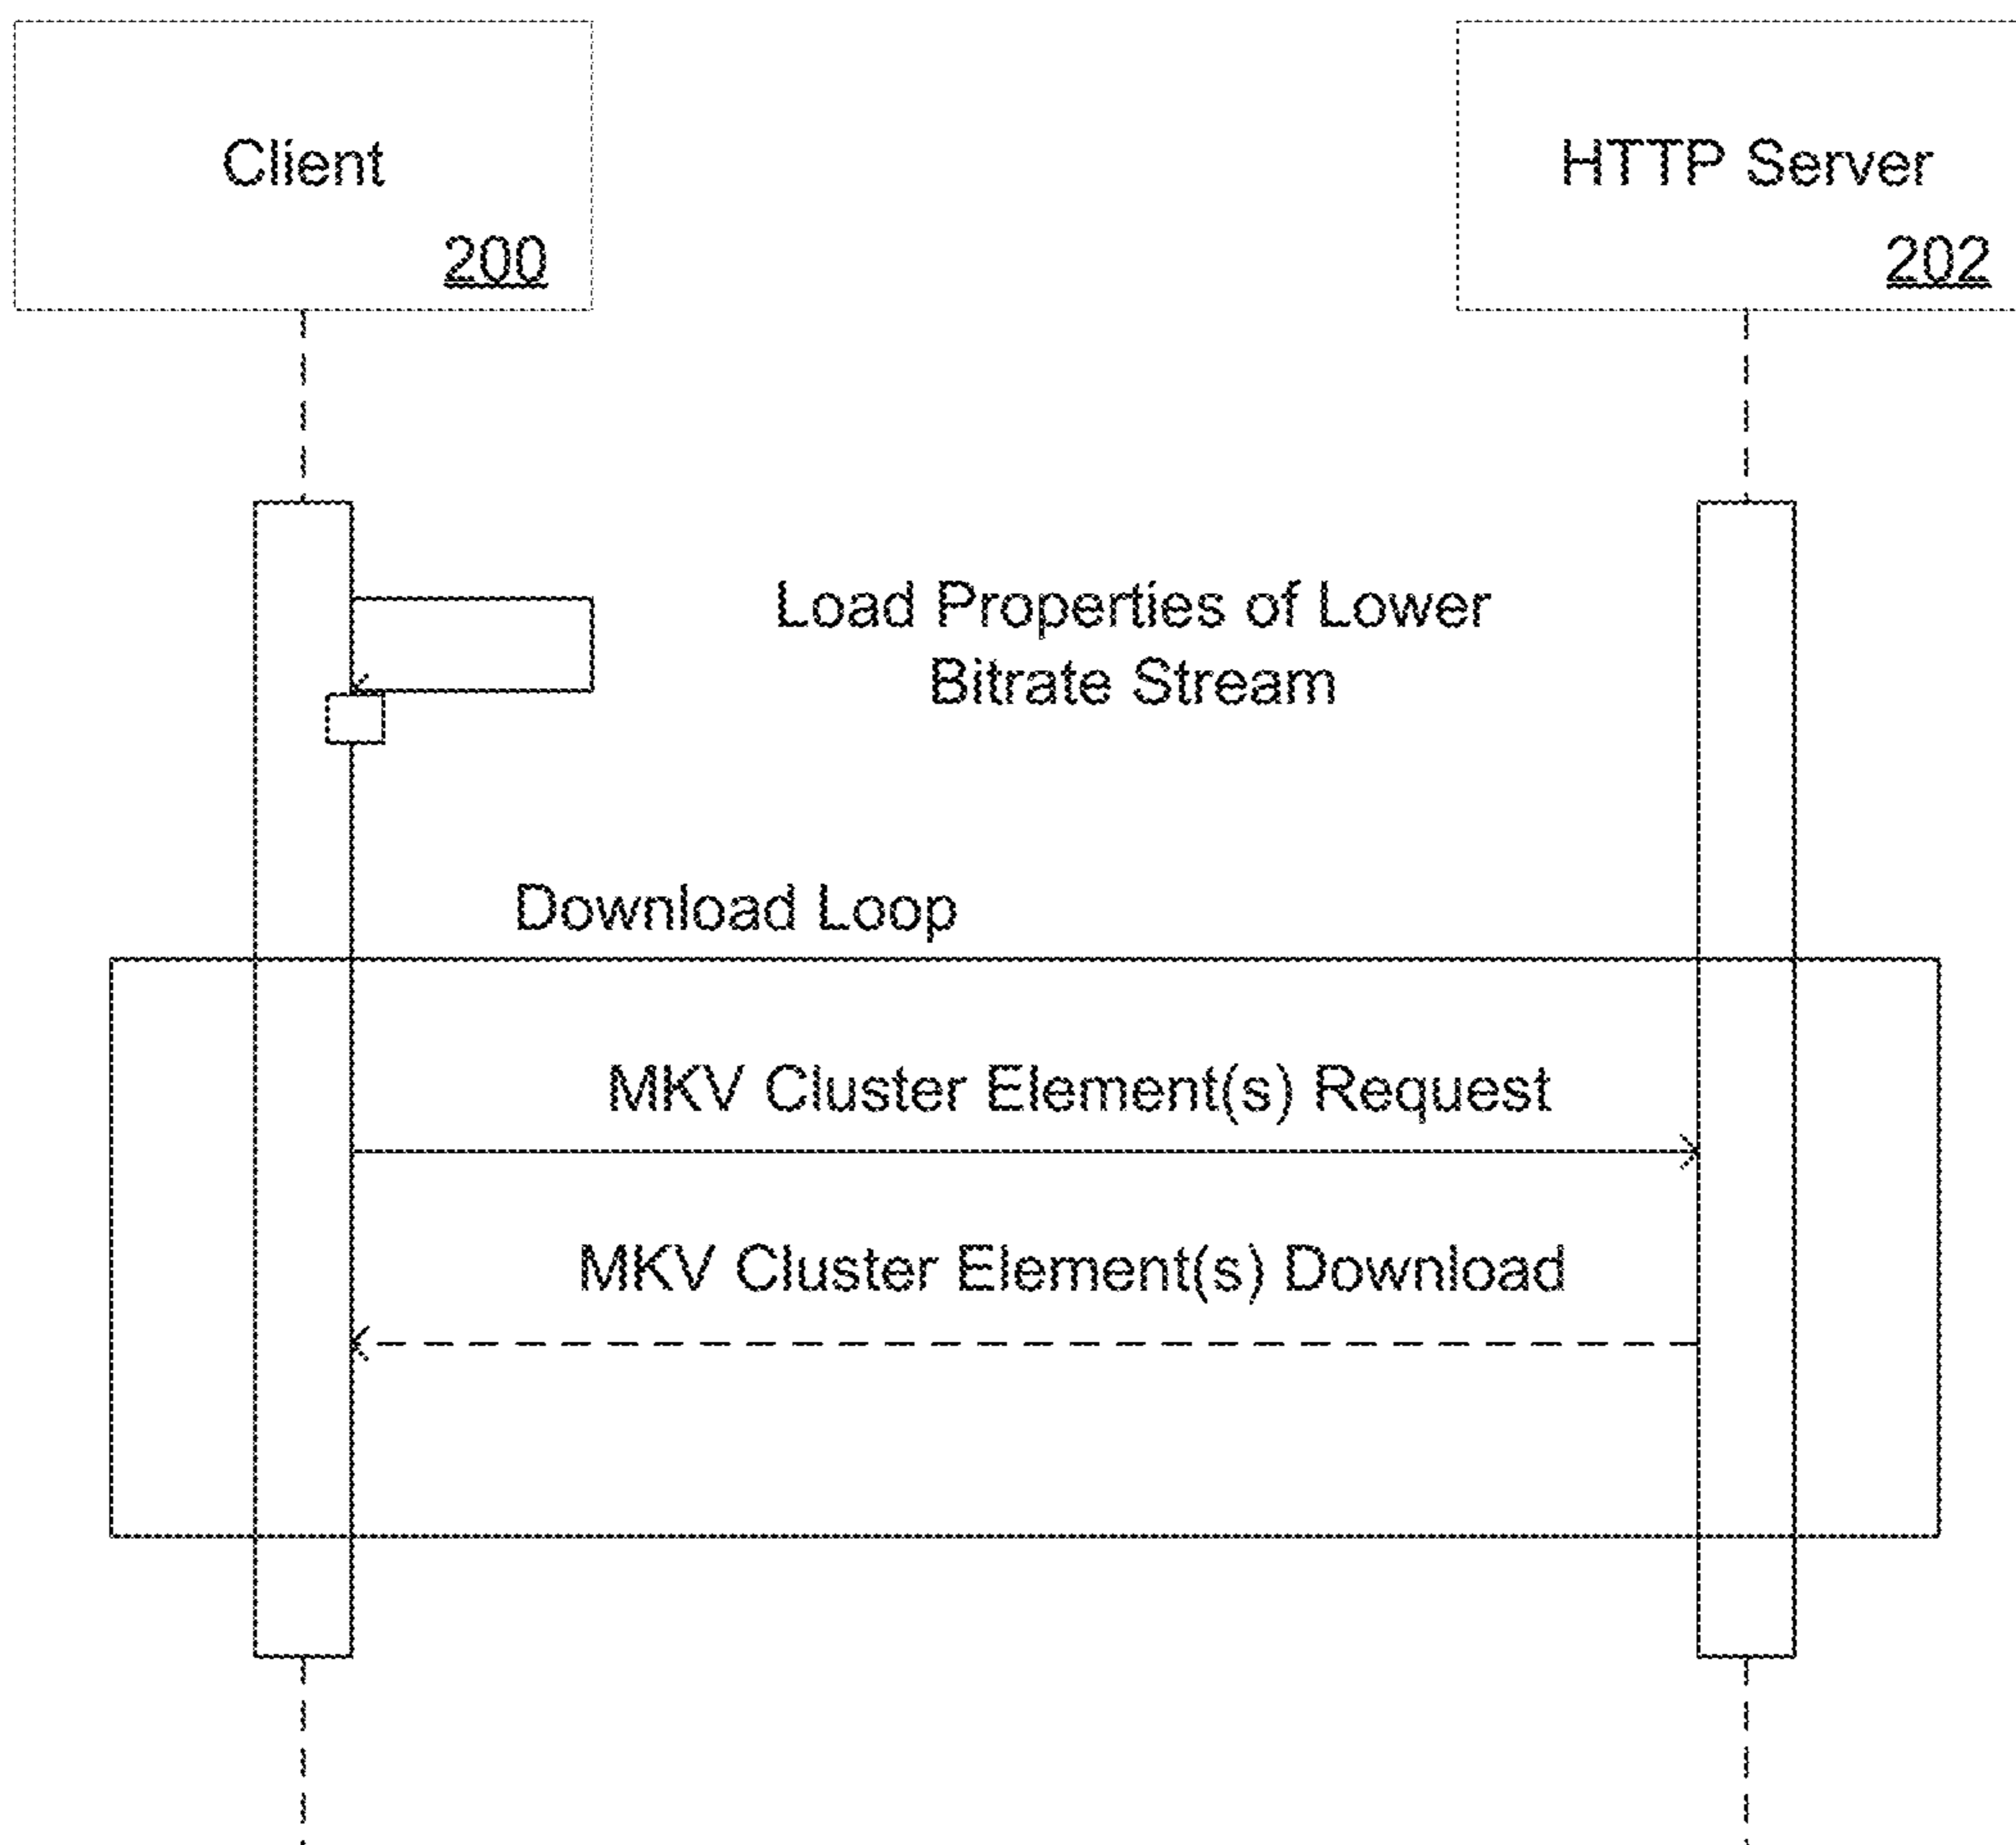 Client
200
HTTP Server
202
Load Properties of Lower
Bitrate Stream
Download Loop
MKV Cluster Element(s) Request
MKV Cluster Element(s) Download